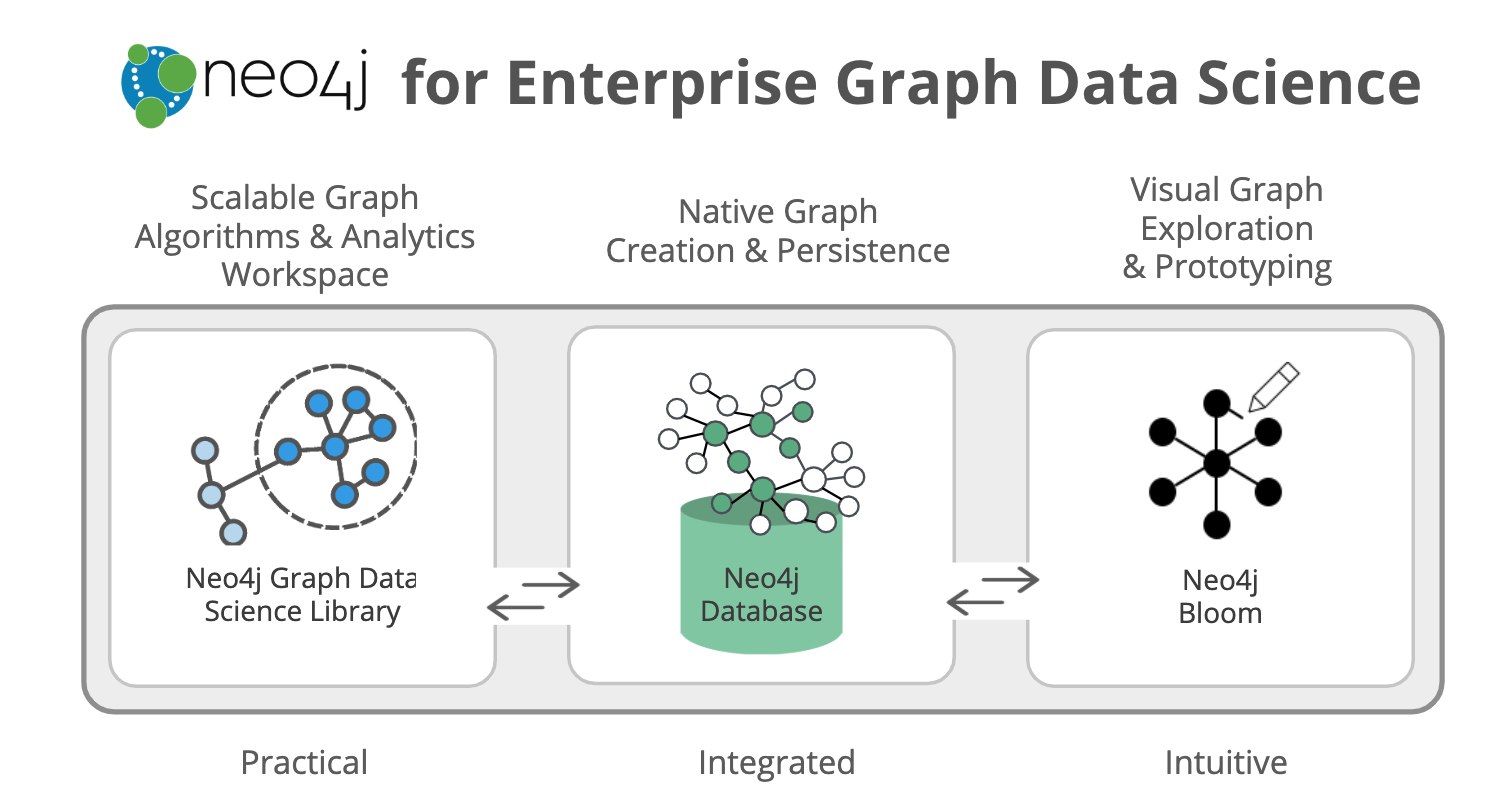 neo4j for Enterprise Graph Data Science
Scalable Graph
Algorithms & Analytics
Workspace
Native Graph
Creation & Persistence
Visual Graph
Exploration
& Prototyping
Neo4j Graph Data
Science Library
Neo4j
Database
Neo4j
Bloom
Practical
Integrated
Intuitive